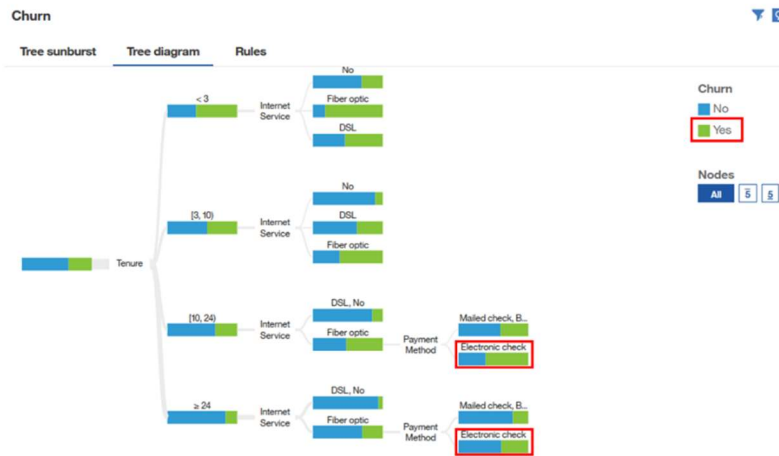 Churn
Tree sunburst Tree diagram Rules
Churn
No
Yes
Nodes
All 5 5
Tenure
< 3
Internet
Service
No
Fiber optic
DSL
[3, 10)
Internet
Service
No
DSL
Fiber optic
[10, 24)
Internet
Service
DSL, No
Fiber optic
Payment
Method
Mailed check, B...
Electronic check
≥ 24
Internet
Service
DSL, No
Fiber optic
Payment
Method
Mailed check, B...
Electronic check